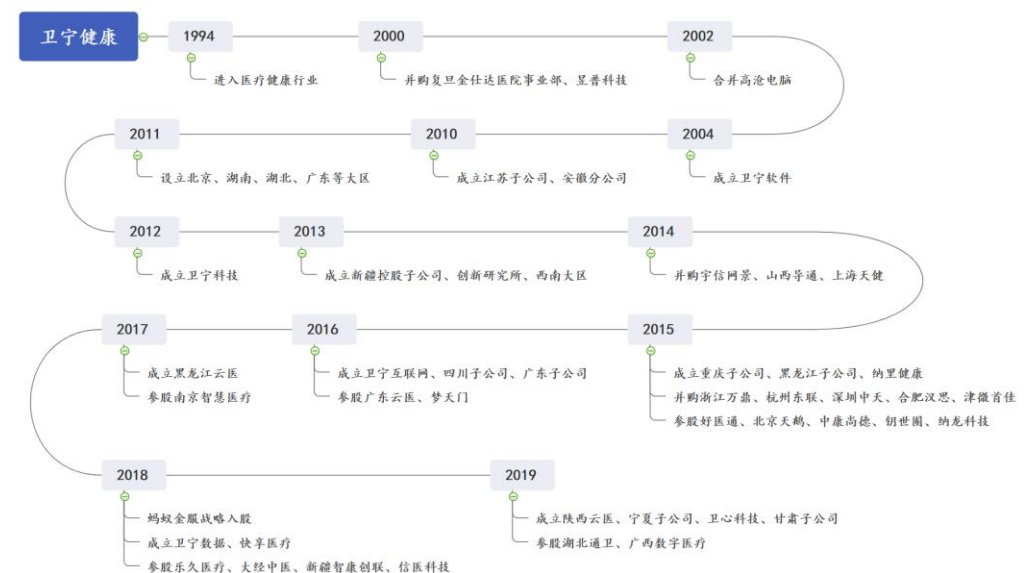 卫宁健康
1994
进入医疗健康行业
2000
并购复旦金仕达医院事业部、昱普科技
2002
合并高沧电脑
2004
成立卫宁软件
2010
成立江苏子公司、安徽分公司
2011
设立北京、湖南、湖北、广东等大区
2012
成立卫宁科技
2013
成立新疆控股子公司、创新研究所、西南大区
2014
并购宇信网景、山西导通、上海天健
2015
成立重庆子公司、黑龙江子公司、纳里健康
并购浙江万鼎、杭州东联、深圳中天、合肥汉思、津微首佳
参股好医通、北京天鹅、中康尚德、钥世圈、纳龙科技
2016
成立卫宁互联网、四川子公司、广东子公司
参股广东云医、梦天门
2017
成立黑龙江云医
参股南京智慧医疗
2018
蚂蚁金服战略入股
成立卫宁数据、快享医疗
参股乐久医疗、大经中医、新疆智康创联、信医科技
2019
成立陕西云医、宁夏子公司、卫心科技、甘肃子公司
参股湖北通卫、广西数字医疗